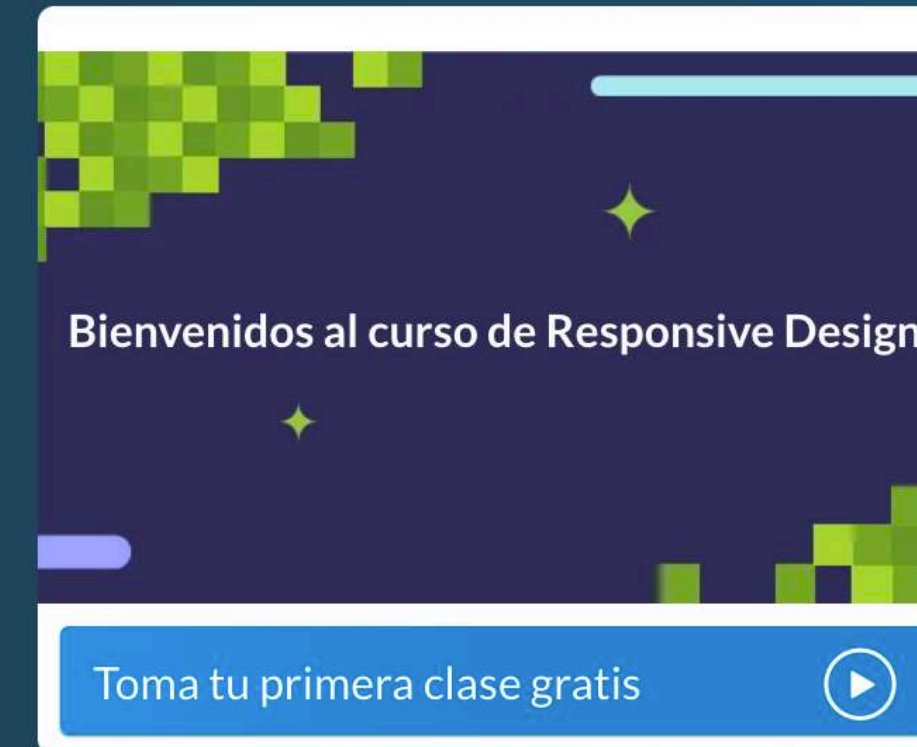 Bienvenidos al curso de Responsive Design
Toma tu primera clase gratis